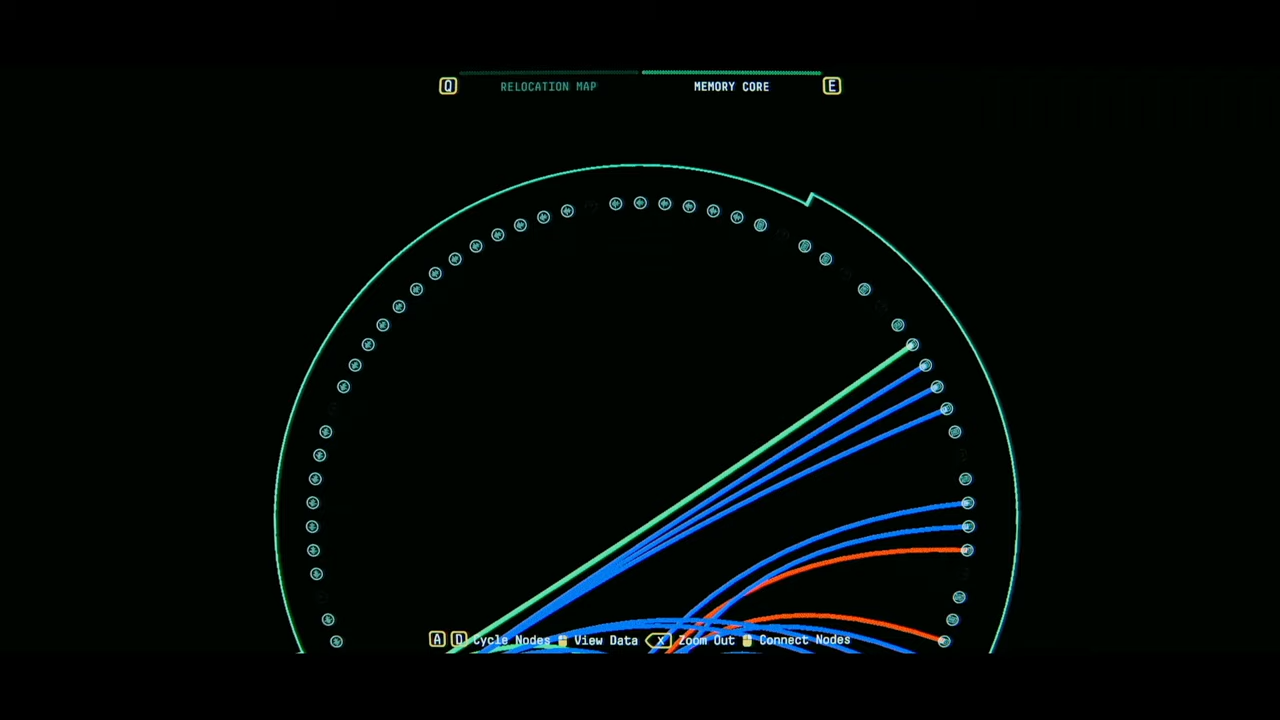 Q RELOCATION MAP MEMORY CORE E
A D Cycle Nodes View Data X Zoom Out Connect Nodes